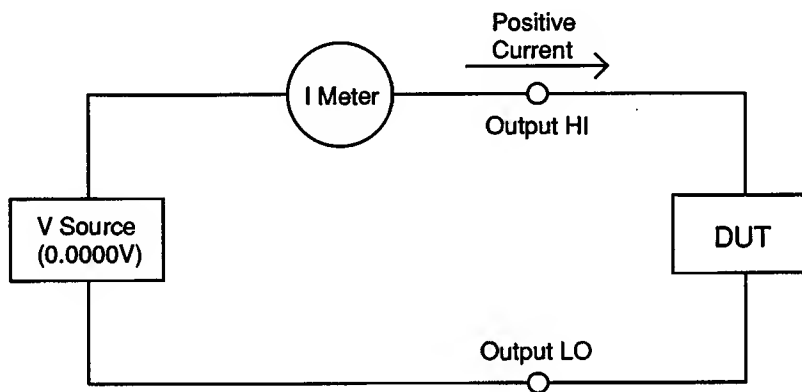 Positive
Current
I Meter
Output HI
V Source
(0.0000V)
DUT
Output LO